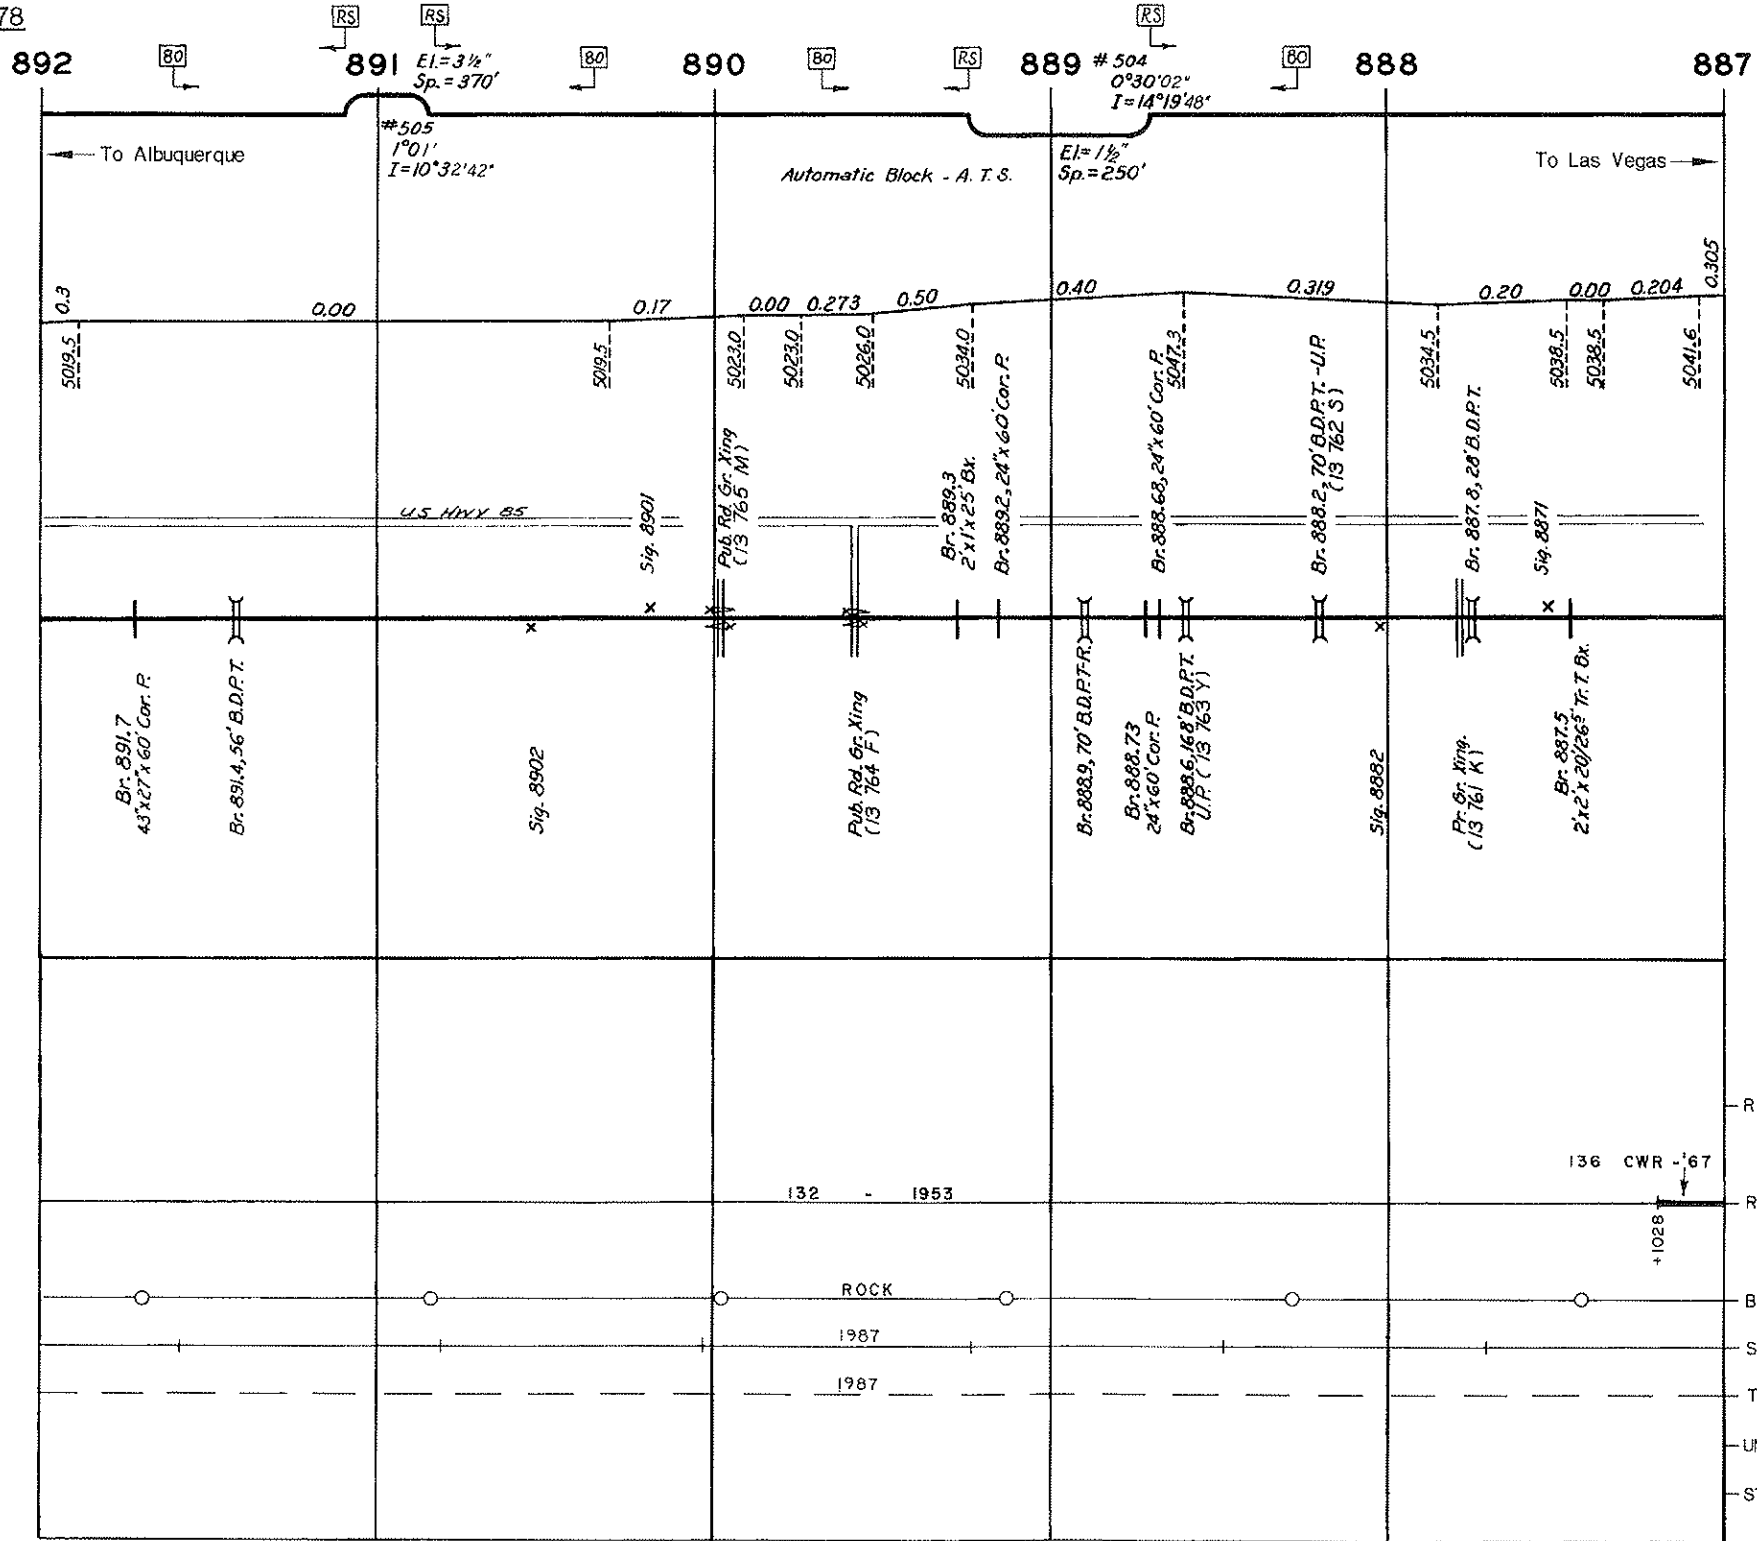 78
RS
RS
RS
892
80
891
El.=3½"
Sp.=370'
80
890
80
RS
889
#504
0°30'02"
I=14°19'48"
80
888
887
#505
1°01'
I=10°32'42"
To Albuquerque
Automatic Block - A.T.S.
El.=1½"
Sp.=250'
To Las Vegas
0.3
0.00
0.17
0.00
0.273
0.50
0.40
0.319
0.20
0.00
0.204
0.305
5019.5
5019.5
5023.0
5023.0
5026.0
5034.0
5047.3
5034.5
5038.5
5038.5
5041.6
US HWY 85
Sig. 8901
Pub. Rd. Gr. Xing
(13 765 M)
Br. 889.3
2'x1'x25' Bx.
Br. 889.2, 24"x60' Cor. P.
Br. 888.68, 24"x60' Cor. P.
Br. 888.2, 70' B.D.P.T. -U.P.
(13 762 S)
Br. 887.8, 28' B.D.P.T.
Sig. 8871
Br. 891.7
43"x27"x60' Cor. P.
Br. 891.4, 56' B.D.P.T.
Sig. 8902
Pub. Rd. Gr. Xing
(13 764 F)
Br. 888.9, 70' B.D.P.T-R.
Br. 888.73
24"x60' Cor. P.
Br. 888.6, 168' B.D.P.T.
U.P. (13 763 Y)
Sig. 8882
Pr. Gr. Xing.
(13 761 K)
Br. 887.5
2'x2'x20/26⁵' Tr. T. Bx.
R
136 CWR -'67
132 - 1953
R
+1028
ROCK
B
1987
S
1987
T
U
S